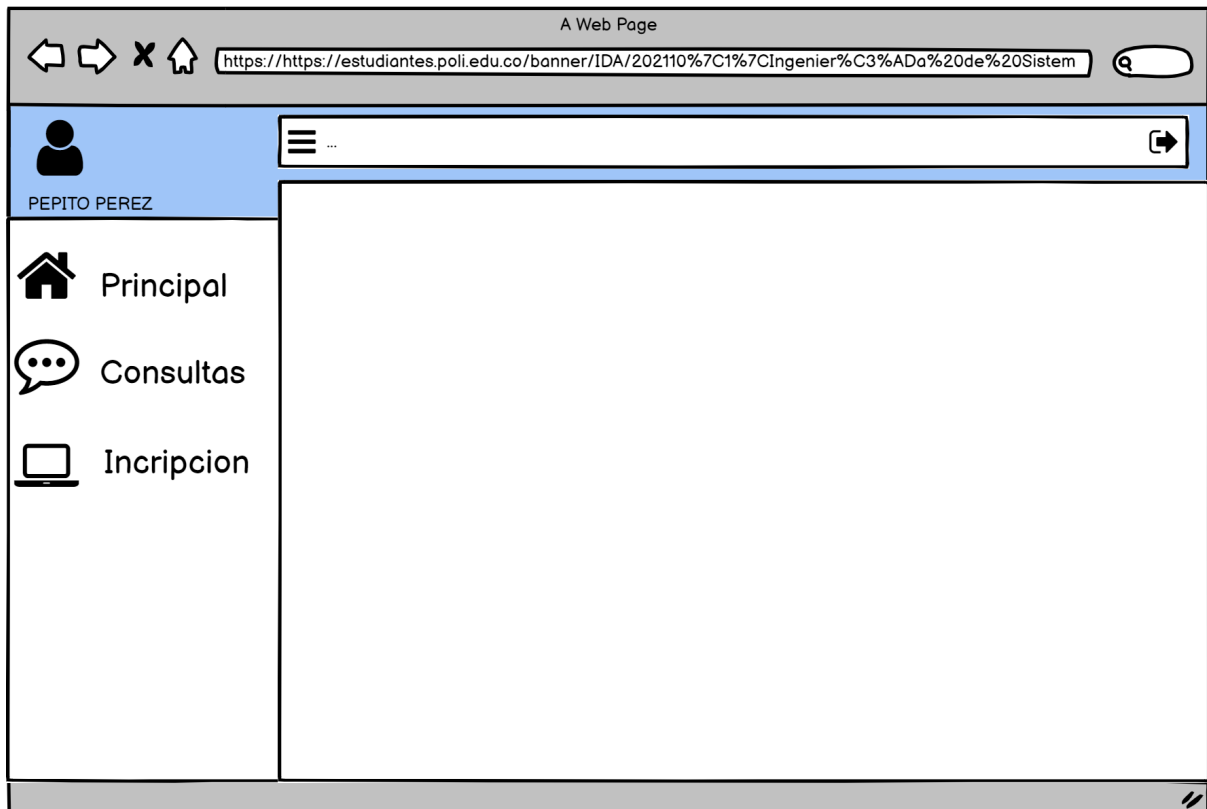 A Web Page
https://https://estudiantes.poli.edu.co/banner/IDA/202110%7C1%7CIngenier%C3%ADa%20de%20Sistem
...
PEPITO PEREZ
Principal
Consultas
Incripcion